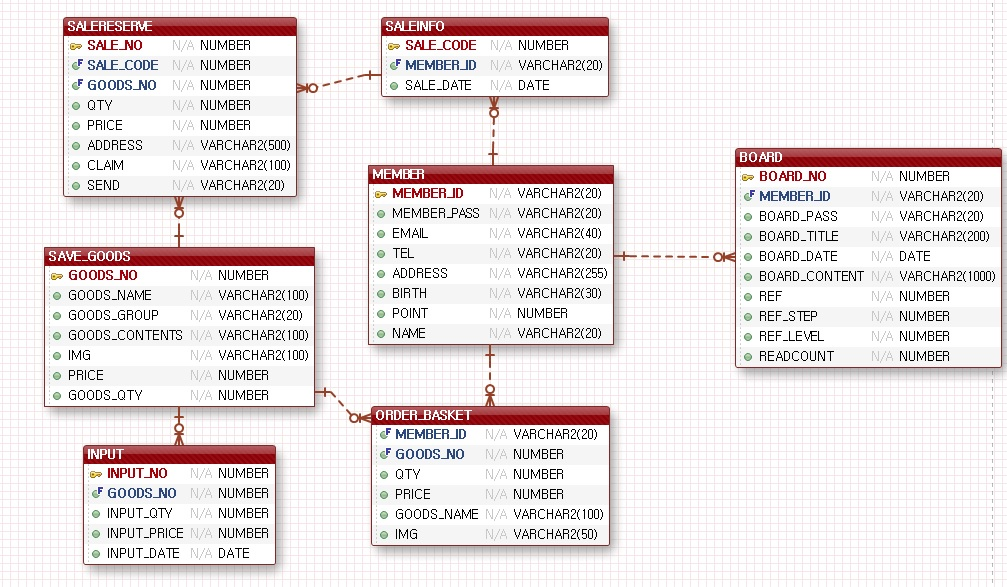 SALERESERVE
SALE_NO N/A NUMBER
SALE_CODE N/A NUMBER
GOODS_NO N/A NUMBER
QTY N/A NUMBER
PRICE N/A NUMBER
ADDRESS N/A VARCHAR2(500)
CLAIM N/A VARCHAR2(100)
SEND N/A VARCHAR2(20)
SALEINFO
SALE_CODE N/A NUMBER
MEMBER_ID N/A VARCHAR2(20)
SALE_DATE N/A DATE
MEMBER
MEMBER_ID N/A VARCHAR2(20)
MEMBER_PASS N/A VARCHAR2(20)
EMAIL N/A VARCHAR2(40)
TEL N/A VARCHAR2(20)
ADDRESS N/A VARCHAR2(255)
BIRTH N/A VARCHAR2(30)
POINT N/A NUMBER
NAME N/A VARCHAR2(20)
BOARD
BOARD_NO N/A NUMBER
MEMBER_ID N/A VARCHAR2(20)
BOARD_PASS N/A VARCHAR2(20)
BOARD_TITLE N/A VARCHAR2(200)
BOARD_DATE N/A DATE
BOARD_CONTENT N/A VARCHAR2(1000)
REF N/A NUMBER
REF_STEP N/A NUMBER
REF_LEVEL N/A NUMBER
READCOUNT N/A NUMBER
SAVE_GOODS
GOODS_NO N/A NUMBER
GOODS_NAME N/A VARCHAR2(100)
GOODS_GROUP N/A VARCHAR2(20)
GOODS_CONTENTS N/A VARCHAR2(100)
IMG N/A VARCHAR2(100)
PRICE N/A NUMBER
GOODS_QTY N/A NUMBER
ORDER_BASKET
MEMBER_ID N/A VARCHAR2(20)
GOODS_NO N/A NUMBER
QTY N/A NUMBER
PRICE N/A NUMBER
GOODS_NAME N/A VARCHAR2(100)
IMG N/A VARCHAR2(50)
INPUT
INPUT_NO N/A NUMBER
GOODS_NO N/A NUMBER
INPUT_QTY N/A NUMBER
INPUT_PRICE N/A NUMBER
INPUT_DATE N/A DATE